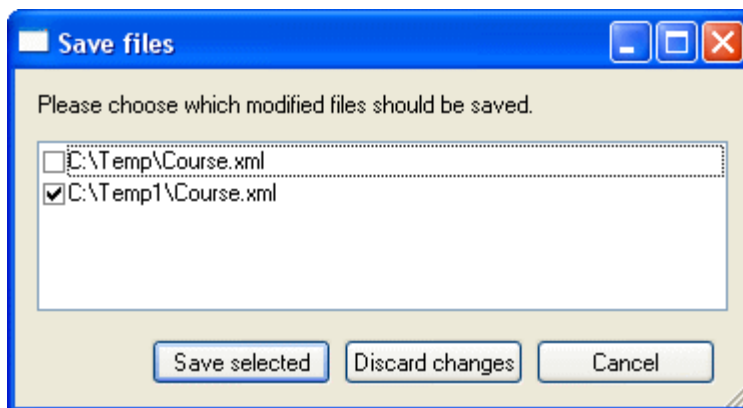 Save files
Please choose which modified files should be saved.
C:\Temp\Course.xml
C:\Temp1\Course.xml
Save selected
Discard changes
Cancel